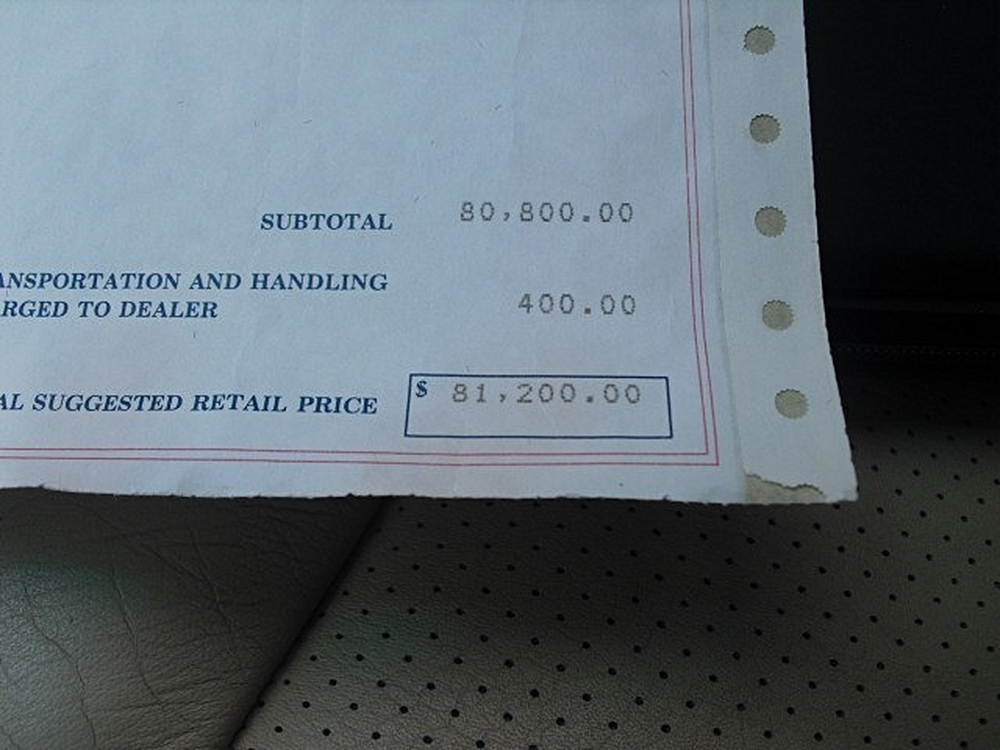 SUBTOTAL 80,800.00
ANSPORTATION AND HANDLING
RGED TO DEALER 400.00
AL SUGGESTED RETAIL PRICE $ 81,200.00